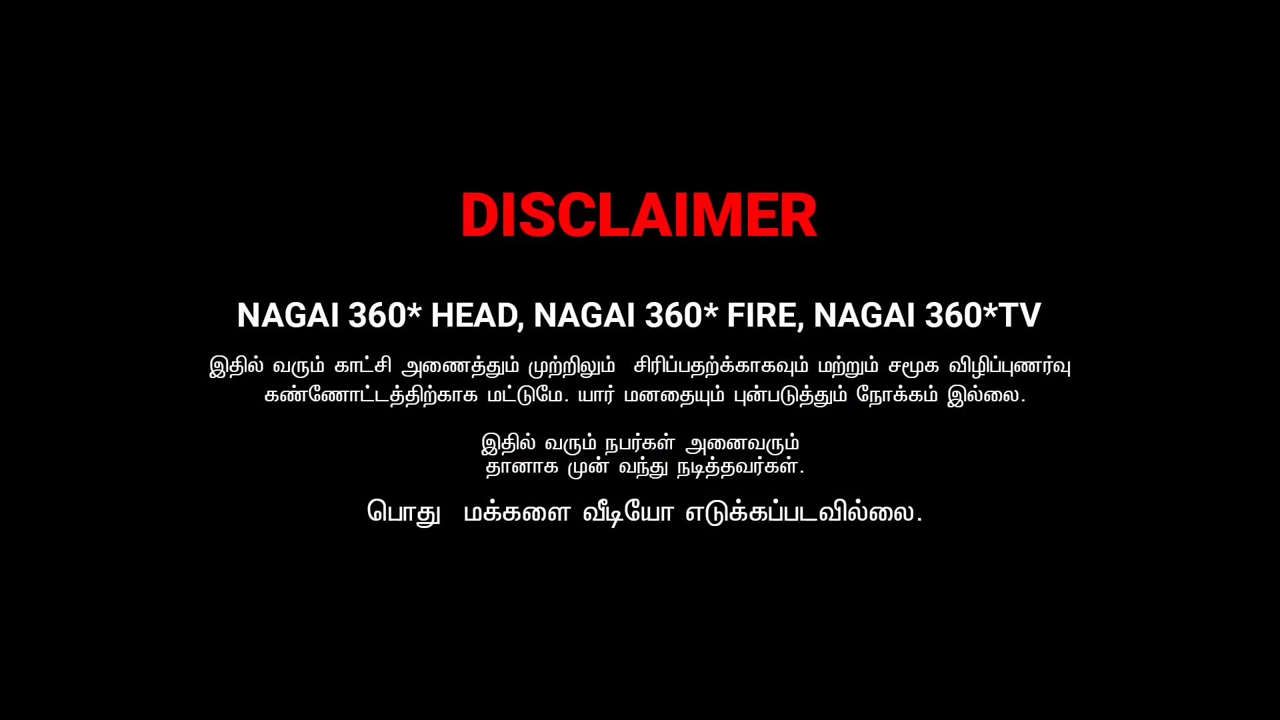 DISCLAIMER
NAGAI 360* HEAD, NAGAI 360* FIRE, NAGAI 360*TV
இதில் வரும் காட்சி அணைத்தும் முற்றிலும் சிரிப்பதற்க்காகவும் மற்றும் சமூக விழிப்புணர்வு
கண்ணோட்டத்திற்காக மட்டுமே. யார் மனதையும் புன்படுத்தும் நோக்கம் இல்லை.
இதில் வரும் நபர்கள் அனைவரும்
தானாக முன் வந்து நடித்தவர்கள்.
பொது மக்களை வீடியோ எடுக்கப்படவில்லை.